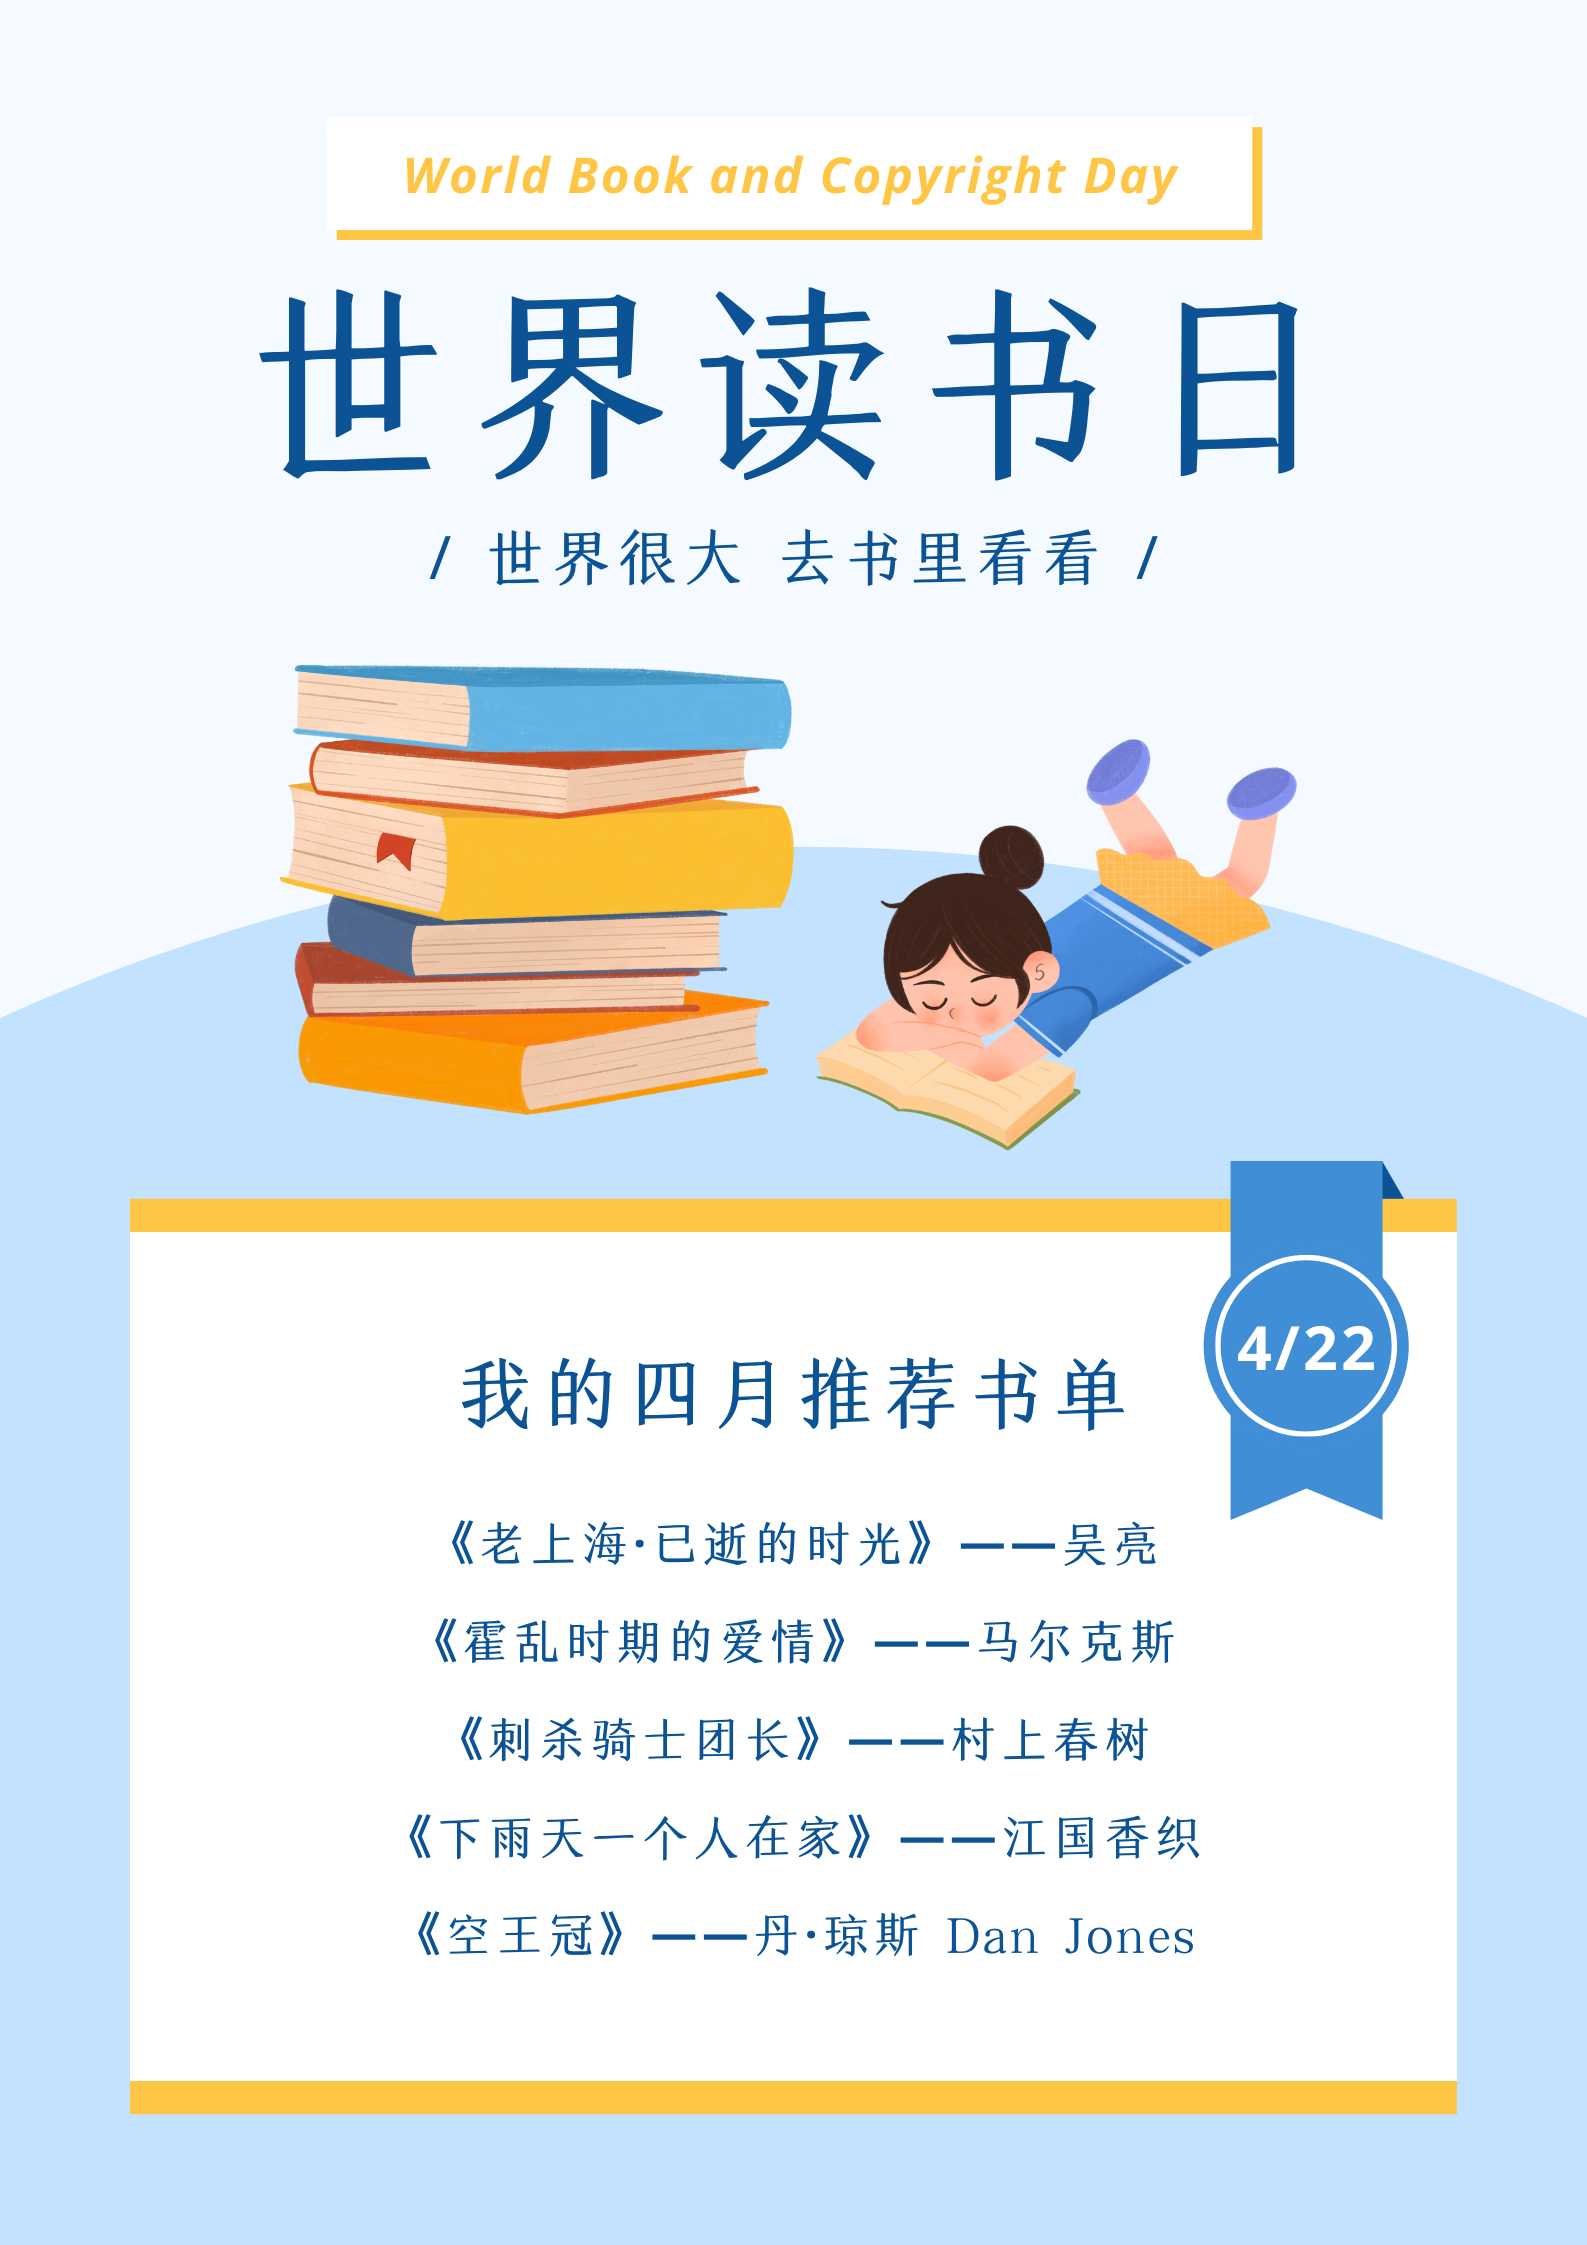 World Book and Copyright Day
世界读书日
/ 世界很大 去书里看看 /
4/22
我的四月推荐书单
《老上海·已逝的时光》——吴亮
《霍乱时期的爱情》——马尔克斯
《刺杀骑士团长》——村上春树
《下雨天一个人在家》——江国香织
《空王冠》——丹·琼斯 Dan Jones